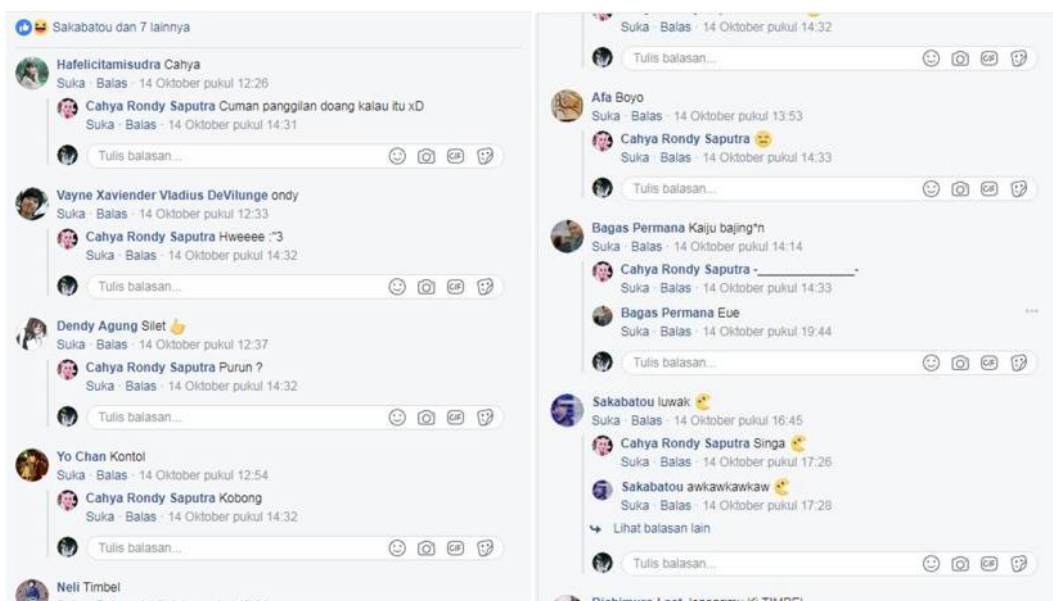 Sakabatou dan 7 lainnya
Hafelicitamisudra Cahya
Suka · Balas · 14 Oktober pukul 12:26
Cahya Rondy Saputra Cuman panggilan doang kalau itu xD
Suka · Balas · 14 Oktober pukul 14:31
Tulis balasan...
GIF
Vayne Xaviender Vladius DeVilunge ondy
Suka · Balas · 14 Oktober pukul 12:33
Cahya Rondy Saputra Hweeee :"3
Suka · Balas · 14 Oktober pukul 14:32
Tulis balasan...
GIF
Dendy Agung Silet
Suka · Balas · 14 Oktober pukul 12:37
Cahya Rondy Saputra Purun ?
Suka · Balas · 14 Oktober pukul 14:32
Tulis balasan...
GIF
Yo Chan Kontol
Suka · Balas · 14 Oktober pukul 12:54
Cahya Rondy Saputra Kobong
Suka · Balas · 14 Oktober pukul 14:32
Tulis balasan...
GIF
Neli Timbel
Suka · Balas · 14 Oktober pukul 14:32
Tulis balasan...
GIF
Afa Boyo
Suka · Balas · 14 Oktober pukul 13:53
Cahya Rondy Saputra
Suka · Balas · 14 Oktober pukul 14:33
Tulis balasan...
GIF
Bagas Permana Kaiju bajing*n
Suka · Balas · 14 Oktober pukul 14:14
Cahya Rondy Saputra -_______________-
Suka · Balas · 14 Oktober pukul 14:33
Bagas Permana Eue
Suka · Balas · 14 Oktober pukul 19:44
Tulis balasan...
GIF
Sakabatou luwak
Suka · Balas · 14 Oktober pukul 16:45
Cahya Rondy Saputra Singa
Suka · Balas · 14 Oktober pukul 17:26
Sakabatou awkawkawkaw
Suka · Balas · 14 Oktober pukul 17:28
Lihat balasan lain
Tulis balasan...
GIF